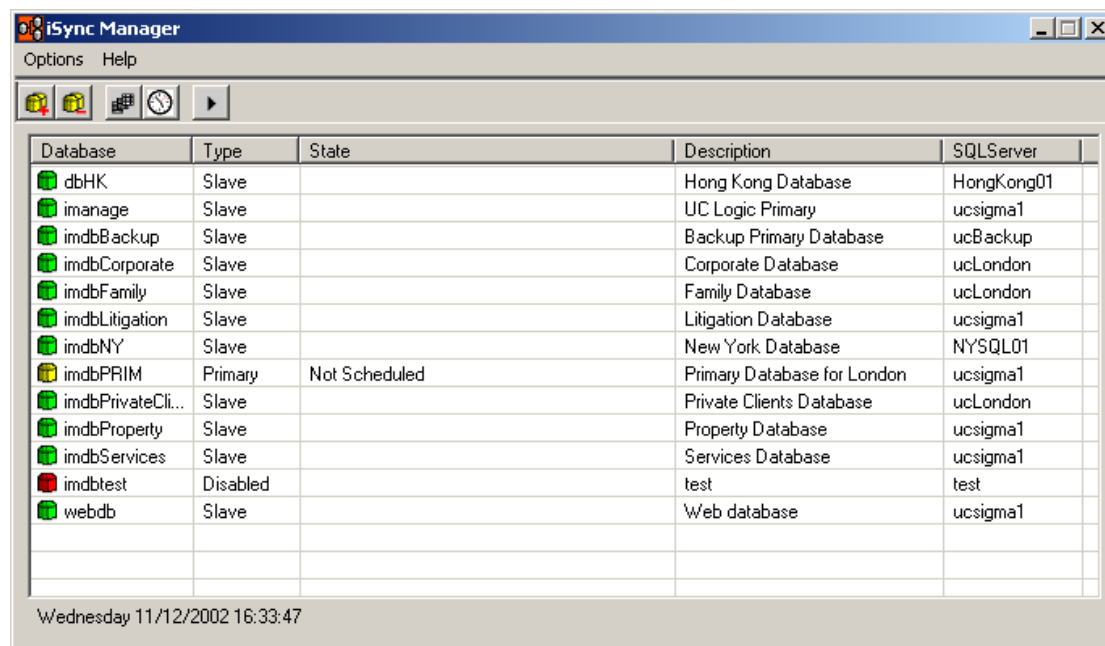 iSync Manager
Options Help
Database Type State Description SQLServer
dbHK Slave Hong Kong Database HongKong01
imanage Slave UC Logic Primary ucsigma1
imdbBackup Slave Backup Primary Database ucBackup
imdbCorporate Slave Corporate Database ucLondon
imdbFamily Slave Family Database ucLondon
imdbLitigation Slave Litigation Database ucsigma1
imdbNY Slave New York Database NYSQL01
imdbPRIM Primary Not Scheduled Primary Database for London ucsigma1
imdbPrivateCli... Slave Private Clients Database ucLondon
imdbProperty Slave Property Database ucsigma1
imdbServices Slave Services Database ucsigma1
imdbtest Disabled test test
webdb Slave Web database ucsigma1
Wednesday 11/12/2002 16:33:47